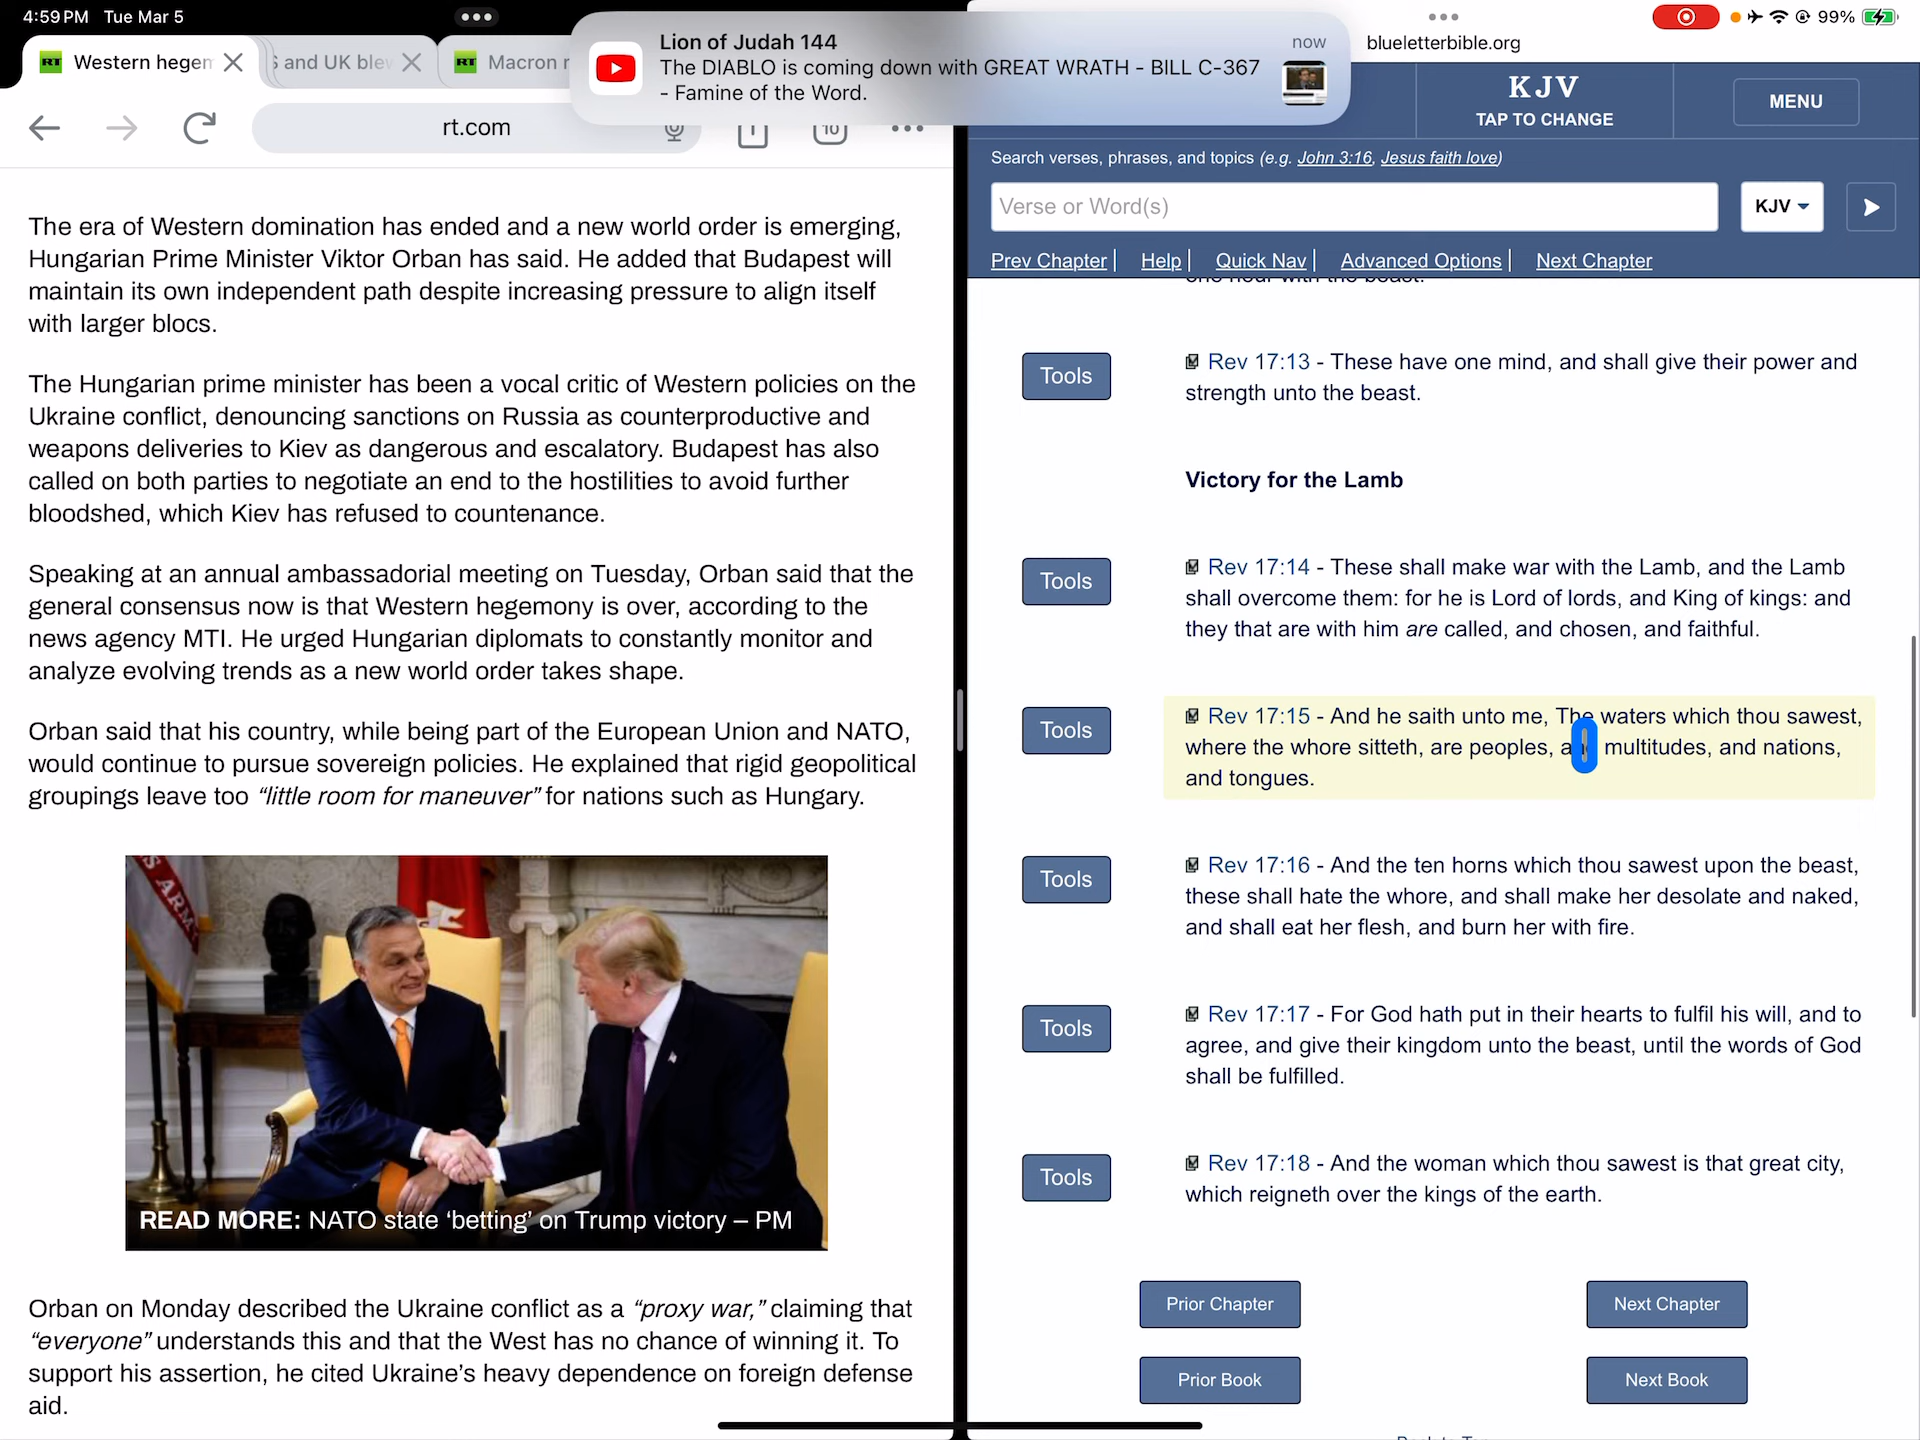 4:59 PM Tue Mar 5
99%
Western hegem
and UK blev
Macron r
Lion of Judah 144
now
The DIABLO is coming down with GREAT WRATH - BILL C-367
- Famine of the Word.
rt.com
10
The era of Western domination has ended and a new world order is emerging,
Hungarian Prime Minister Viktor Orban has said. He added that Budapest will
maintain its own independent path despite increasing pressure to align itself
with larger blocs.
The Hungarian prime minister has been a vocal critic of Western policies on the
Ukraine conflict, denouncing sanctions on Russia as counterproductive and
weapons deliveries to Kiev as dangerous and escalatory. Budapest has also
called on both parties to negotiate an end to the hostilities to avoid further
bloodshed, which Kiev has refused to countenance.
Speaking at an annual ambassadorial meeting on Tuesday, Orban said that the
general consensus now is that Western hegemony is over, according to the
news agency MTI. He urged Hungarian diplomats to constantly monitor and
analyze evolving trends as a new world order takes shape.
Orban said that his country, while being part of the European Union and NATO,
would continue to pursue sovereign policies. He explained that rigid geopolitical
groupings leave too “little room for maneuver” for nations such as Hungary.
READ MORE: NATO state ‘betting’ on Trump victory – PM
Orban on Monday described the Ukraine conflict as a “proxy war,” claiming that
“everyone” understands this and that the West has no chance of winning it. To
support his assertion, he cited Ukraine’s heavy dependence on foreign defense
aid.
blueletterbible.org
KJV
TAP TO CHANGE
MENU
Search verses, phrases, and topics (e.g. John 3:16, Jesus faith love)
Verse or Word(s)
KJV
Prev Chapter | Help | Quick Nav | Advanced Options | Next Chapter
one hour with the beast.
Tools
Rev 17:13 - These have one mind, and shall give their power and
strength unto the beast.
Victory for the Lamb
Tools
Rev 17:14 - These shall make war with the Lamb, and the Lamb
shall overcome them: for he is Lord of lords, and King of kings: and
they that are with him are called, and chosen, and faithful.
Tools
Rev 17:15 - And he saith unto me, The waters which thou sawest,
where the whore sitteth, are peoples, and multitudes, and nations,
and tongues.
Tools
Rev 17:16 - And the ten horns which thou sawest upon the beast,
these shall hate the whore, and shall make her desolate and naked,
and shall eat her flesh, and burn her with fire.
Tools
Rev 17:17 - For God hath put in their hearts to fulfil his will, and to
agree, and give their kingdom unto the beast, until the words of God
shall be fulfilled.
Tools
Rev 17:18 - And the woman which thou sawest is that great city,
which reigneth over the kings of the earth.
Prior Chapter
Next Chapter
Prior Book
Next Book